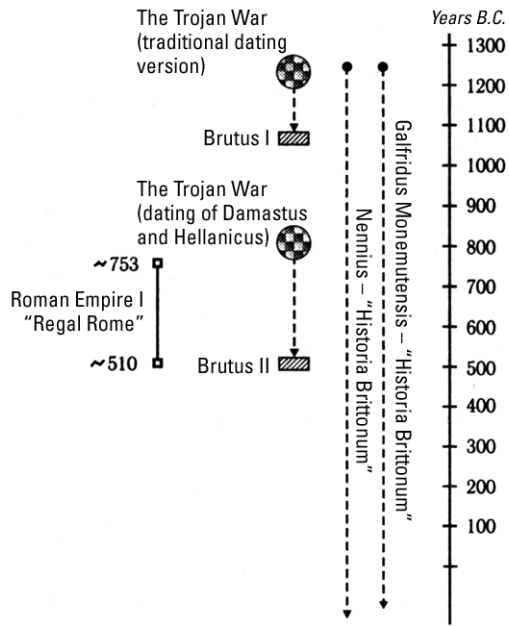 Years B.C.
The Trojan War
(traditional dating
version)
Brutus I
The Trojan War
(dating of Damastus
and Hellanicus)
~753
Roman Empire I
“Regal Rome”
~510
Brutus II
Nennius – “Historia Brittonum”
Galfridus Monemutensis – “Historia Brittonum”
1300
1200
1100
1000
900
800
700
600
500
400
300
200
100